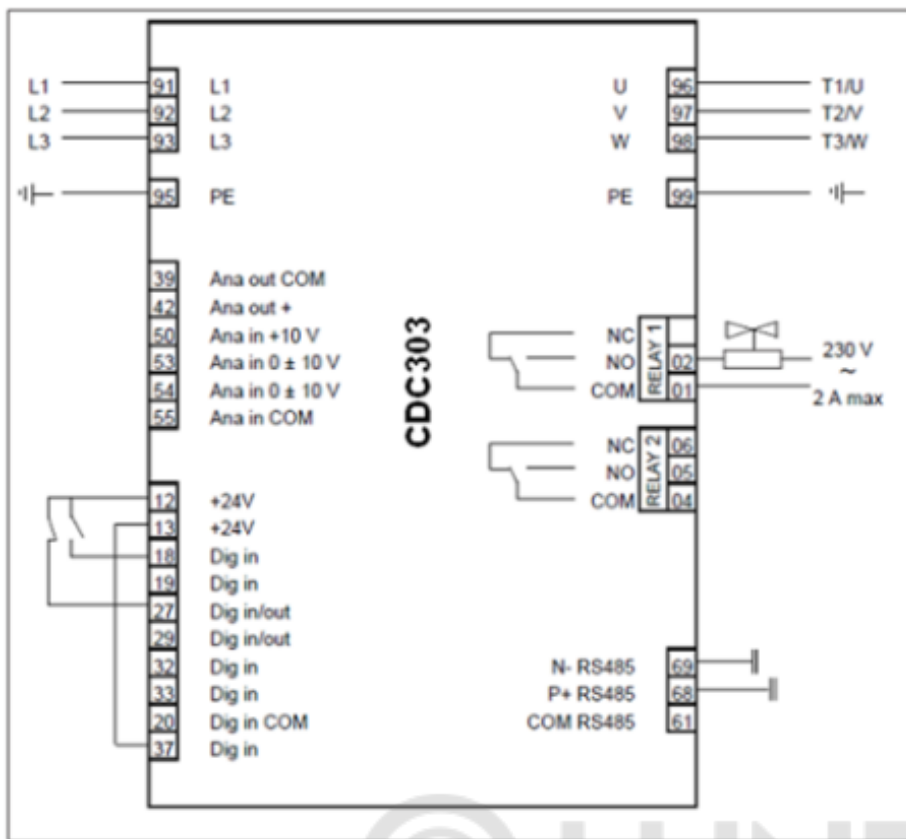 L1 91 L1 U 96 T1/U
L2 92 L2 V 97 T2/V
L3 93 L3 W 98 T3/W
95 PE PE 99
39 Ana out COM
42 Ana out +
50 Ana in +10 V
53 Ana in 0 ± 10 V
54 Ana in 0 ± 10 V
55 Ana in COM
CDC303
NC
NO 02 230 V
~
COM 01 2 A max
RELAY 1
NC 06
NO 05
COM 04
RELAY 2
12 +24V
13 +24V
18 Dig in
19 Dig in
27 Dig in/out
29 Dig in/out
32 Dig in
33 Dig in
20 Dig in COM
37 Dig in
N- RS485 69
P+ RS485 68
COM RS485 61